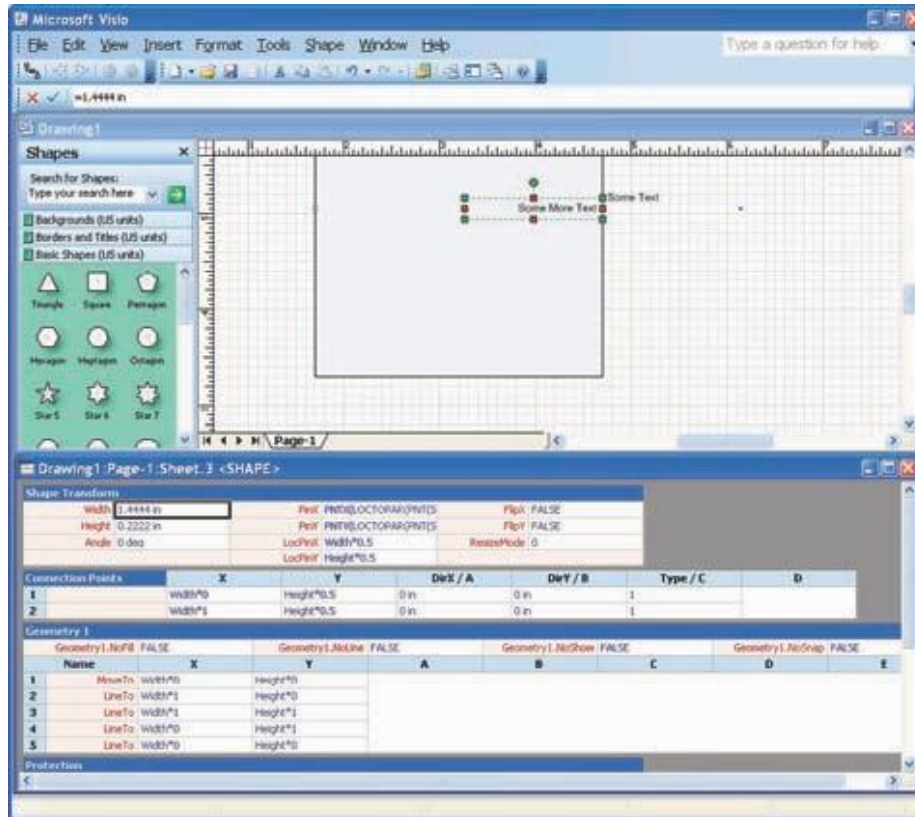 Microsoft Visio
File Edit View Insert Format Tools Shape Window Help
Type a question for help
=1.4444 in
Drawing1
Shapes
Search for Shapes:
Type your search here
Backgrounds (US units)
Borders and Titles (US units)
Basic Shapes (US units)
Triangle Square Pentagon
Hexagon Heptagon Octagon
Star 5 Star 6 Star 7
Some Text
Some More Text
Page-1
Drawing1:Page-1:Sheet.3 <SHAPE>
Shape Transform
Width 1.4444 in PinX PNTX(LOCTOPAR(PNT(S FlipX FALSE
Height 0.2222 in PinY PNTY(LOCTOPAR(PNT(S FlipY FALSE
Angle 0 deg LocPinX Width*0.5 ResizeMode 0
LocPinY Height*0.5
Connection Points X Y DirX / A DirY / B Type / C D
1 Width*0 Height*0.5 0 in 0 in 1
2 Width*1 Height*0.5 0 in 0 in 1
Geometry 1
Geometry1.NoFill FALSE Geometry1.NoLine FALSE Geometry1.NoShow FALSE Geometry1.NoSnap FALSE
Name X Y A B C D E
1 MoveTo Width*0 Height*0
2 LineTo Width*1 Height*0
3 LineTo Width*1 Height*1
4 LineTo Width*0 Height*1
5 LineTo Width*0 Height*0
Protection